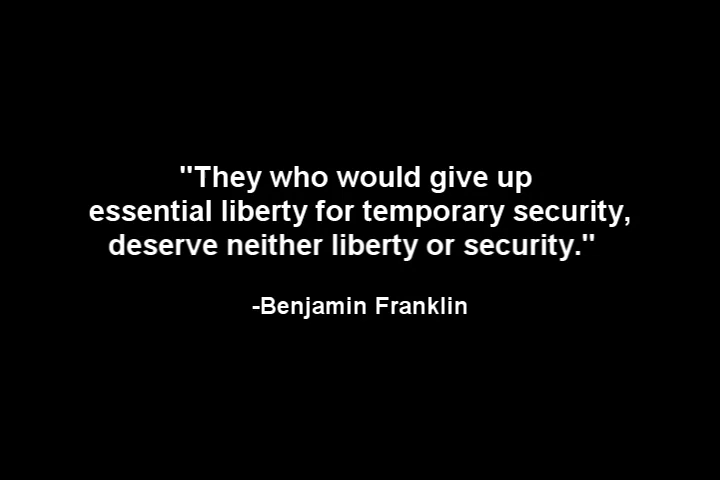 "They who would give up
essential liberty for temporary security,
deserve neither liberty or security."
-Benjamin Franklin